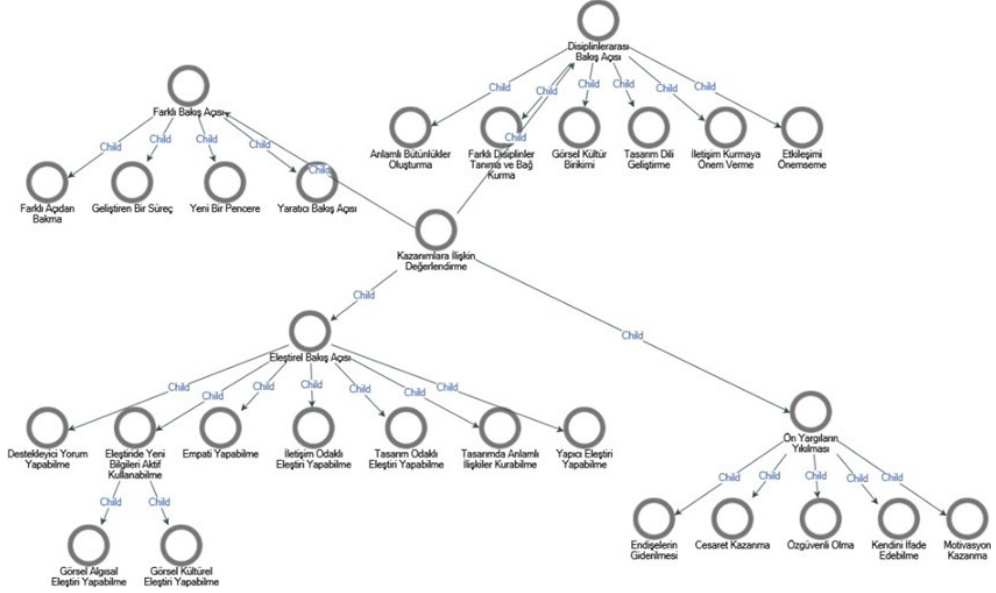 Disiplinlerarası
Bakış Açısı
Child
Child
Child
Child
Child
Child
Anlamlı Bütünlükler
Oluşturma
Farklı Disiplinler
Tanıma ve Bağ
Kurma
Görsel Kültür
Birikimi
Tasarım Dili
Geliştirme
İletişim Kurmaya
Önem Verme
Etkileşimi
Önemseme
Child
Farklı Bakış Açısı
Child
Child
Child
Child
Child
Farklı Açıdan
Bakma
Geliştiren Bir Süreç
Yeni Bir Pencere
Yaratıcı Bakış Açısı
Kazanımlara İlişkin
Değerlendirme
Child
Child
Eleştirel Bakış Açısı
Child
Child
Child
Child
Child
Child
Child
Destekleyici Yorum
Yapabilme
Eleştiride Yeni
Bilgileri Aktif
Kullanabilme
Empati Yapabilme
İletişim Odaklı
Eleştiri Yapabilme
Tasarım Odaklı
Eleştiri Yapabilme
Tasarımda Anlamlı
İlişkiler Kurabilme
Yapıcı Eleştiri
Yapabilme
Child
Child
Görsel Algısal
Eleştiri Yapabilme
Görsel Kültürel
Eleştiri Yapabilme
Ön Yargıların
Yıkılması
Child
Child
Child
Child
Child
Endişelerin
Giderilmesi
Cesaret Kazanma
Özgüvenli Olma
Kendini İfade
Edebilme
Motivasyon
Kazanma